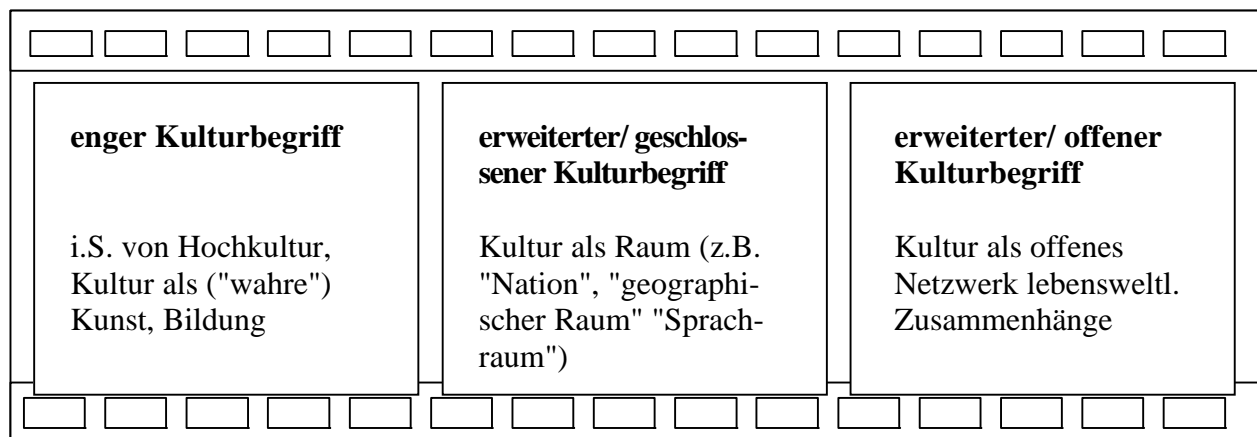 enger Kulturbegriff
i.S. von Hochkultur,
Kultur als ("wahre")
Kunst, Bildung
erweiterter/ geschlos-
sener Kulturbegriff
Kultur als Raum (z.B.
"Nation", "geographi-
scher Raum" "Sprach-
raum")
erweiterter/ offener
Kulturbegriff
Kultur als offenes
Netzwerk lebensweltl.
Zusammenhänge